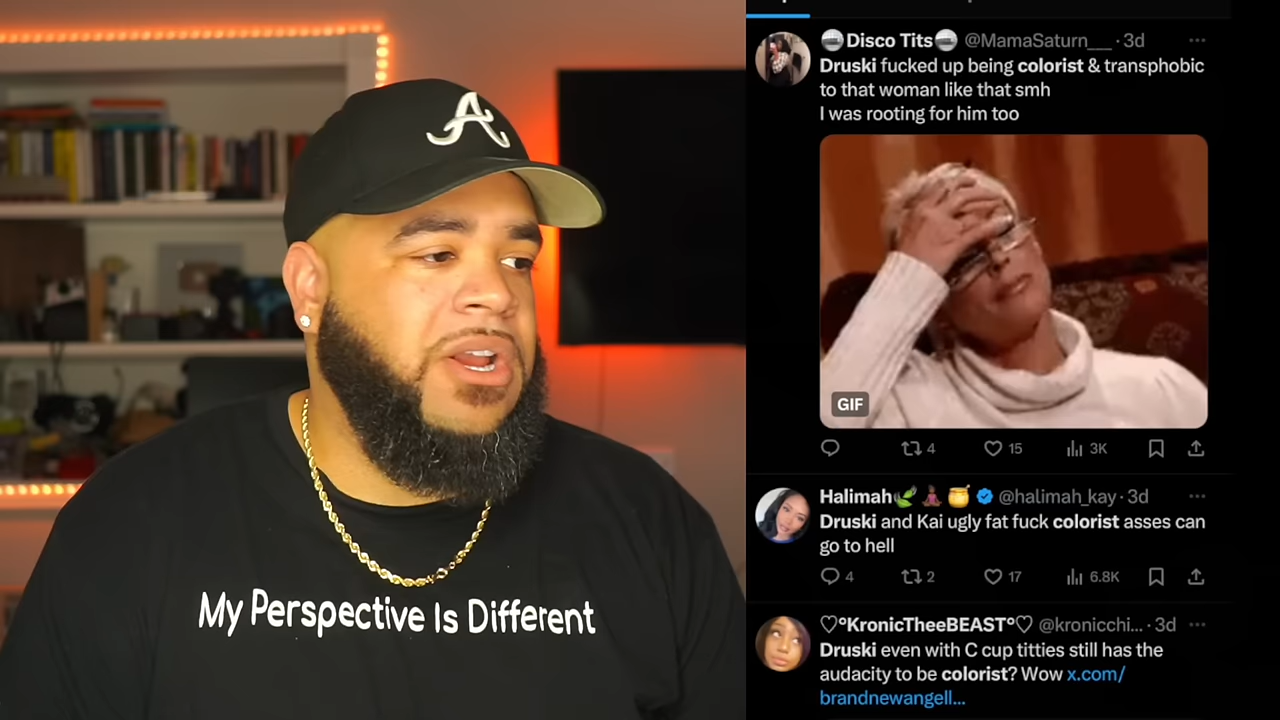 A
My Perspective Is Different
Disco Tits @MamaSaturn___ · 3d
Druski fucked up being colorist & transphobic
to that woman like that smh
I was rooting for him too
GIF
4 15 3K
Halimah @halimah_kay · 3d
Druski and Kai ugly fat fuck colorist asses can
go to hell
4 2 17 6.8K
♡°KronicTheeBEAST°♡ @kronicchi... · 3d
Druski even with C cup titties still has the
audacity to be colorist? Wow x.com/
brandnewangell...